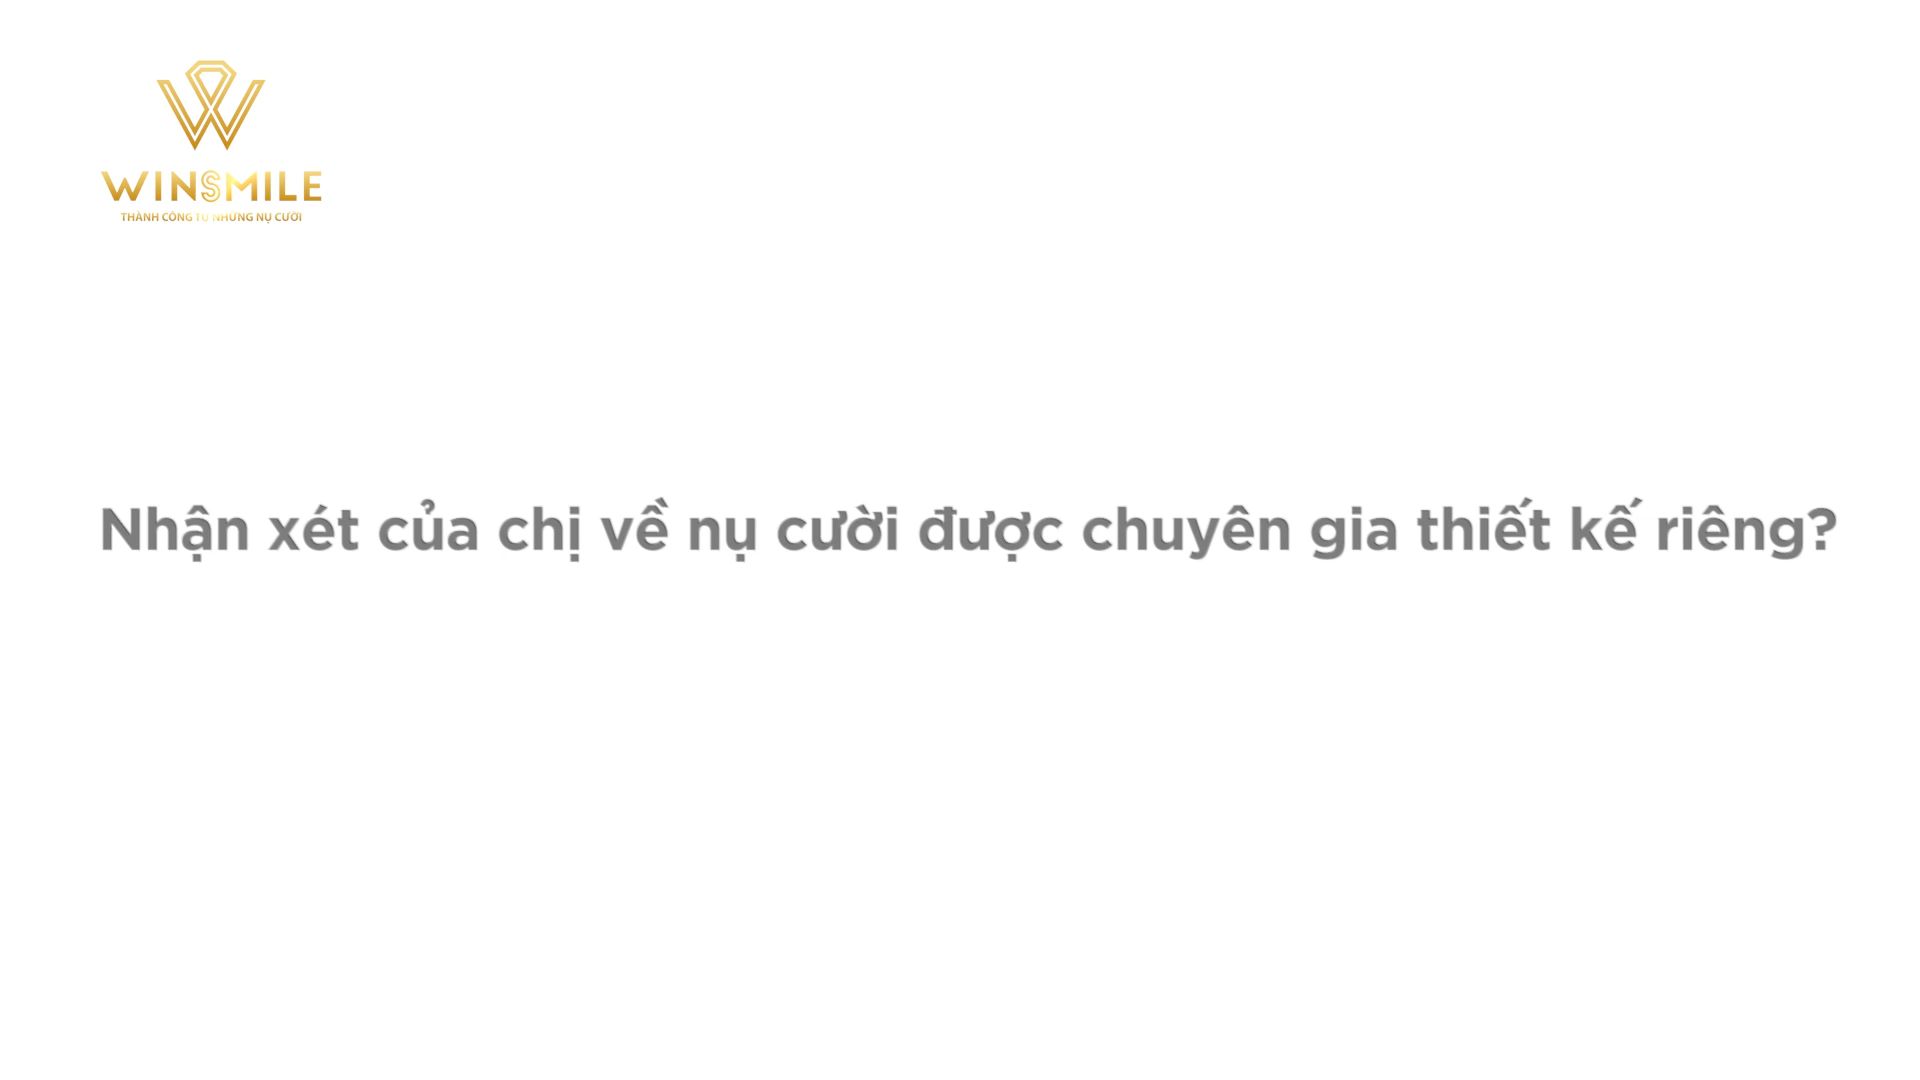 WINSMILE
THÀNH CÔNG TỪ NHỮNG NỤ CƯỜI
Nhận xét của chị về nụ cười được chuyên gia thiết kế riêng?